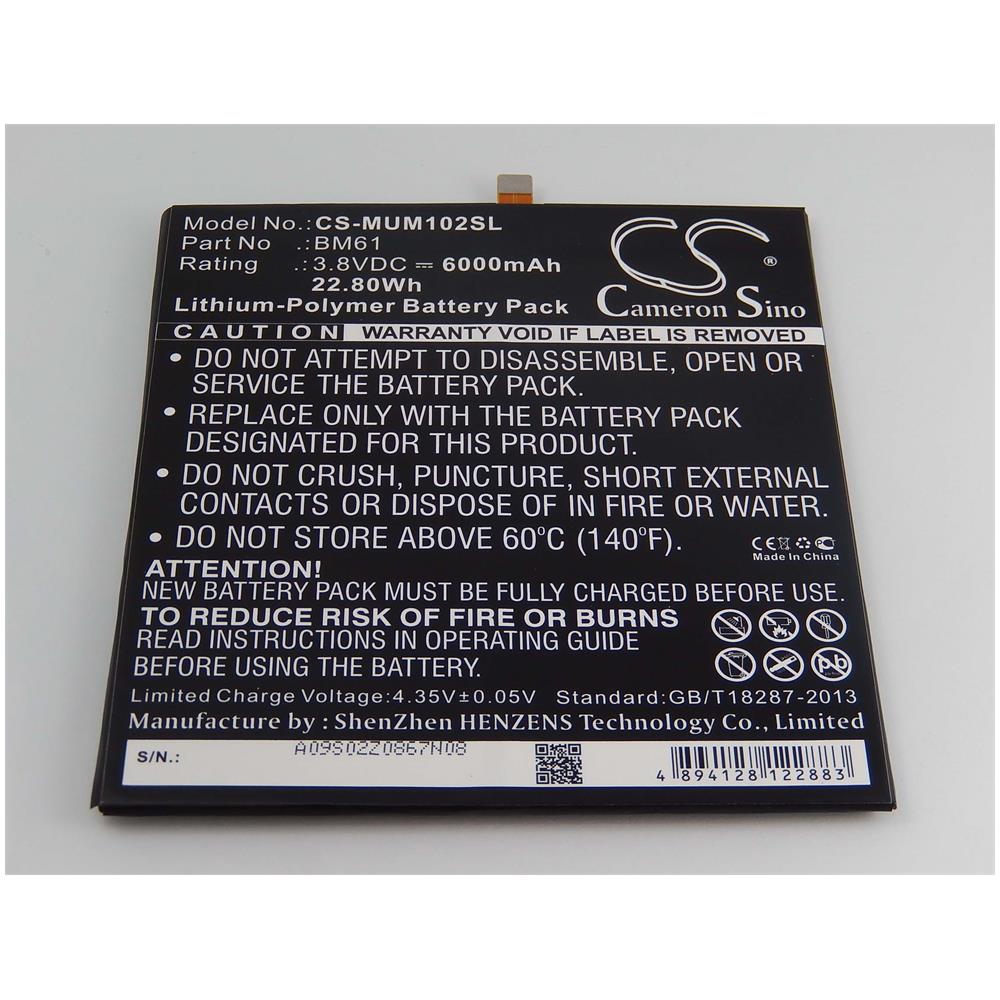 Model No.: CS-MUM102SL
Part No .: BM61
Rating .: 3.8VDC ⎓ 6000mAh
22.80Wh
Lithium-Polymer Battery Pack
CS ®
Cameron Sino
CAUTION WARRANTY VOID IF LABEL IS REMOVED
• DO NOT ATTEMPT TO DISASSEMBLE, OPEN OR
SERVICE THE BATTERY PACK.
• REPLACE ONLY WITH THE BATTERY PACK
DESIGNATED FOR THIS PRODUCT.
• DO NOT CRUSH, PUNCTURE, SHORT EXTERNAL
CONTACTS OR DISPOSE OF IN FIRE OR WATER.
• DO NOT STORE ABOVE 60°C (140°F).
CE
Made In China
ATTENTION!
NEW BATTERY PACK MUST BE FULLY CHARGED BEFORE USE.
TO REDUCE RISK OF FIRE OR BURNS
READ INSTRUCTIONS IN OPERATING GUIDE
BEFORE USING THE BATTERY.
Pb
Limited Charge Voltage:4.35V±0.05V Standard:GB/T18287-2013
Manufacture by : ShenZhen HENZENS Technology Co., Limited
S/N.: A09S02Z0867N08
4 894128 122883